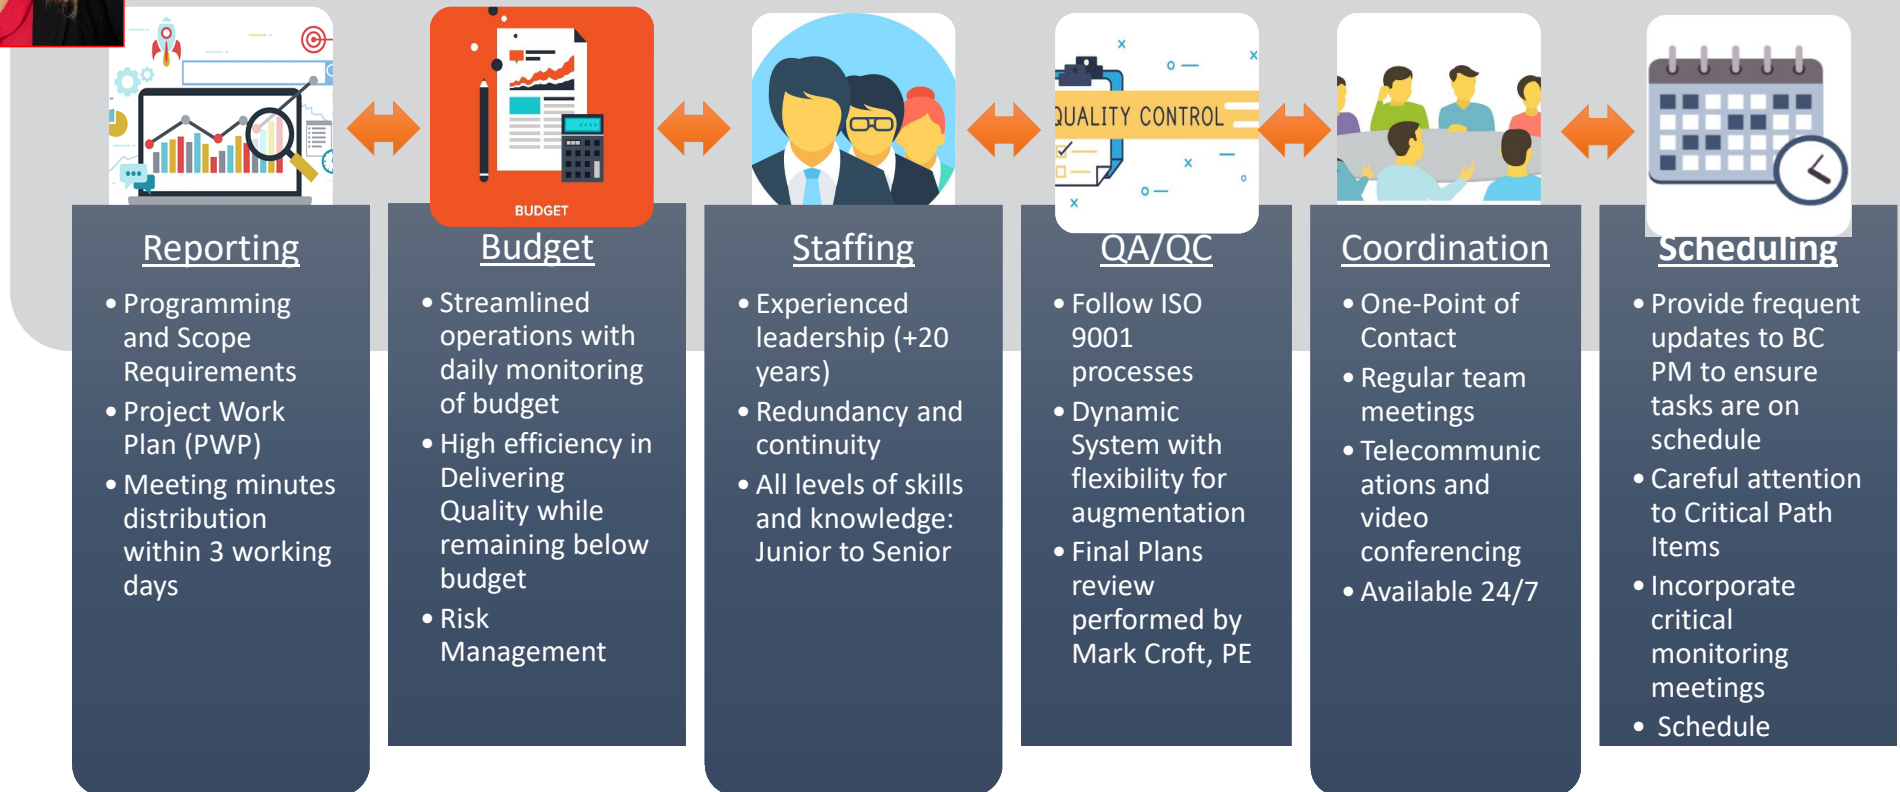 BUDGET
QUALITY CONTROL
Reporting
• Programming
and Scope
Requirements
• Project Work
Plan (PWP)
• Meeting minutes
distribution
within 3 working
days
Budget
• Streamlined
operations with
daily monitoring
of budget
• High efficiency in
Delivering
Quality while
remaining below
budget
• Risk
Management
Staffing
• Experienced
leadership (+20
years)
• Redundancy and
continuity
• All levels of skills
and knowledge:
Junior to Senior
QA/QC
• Follow ISO
9001
processes
• Dynamic
System with
flexibility for
augmentation
• Final Plans
review
performed by
Mark Croft, PE
Coordination
• One-Point of
Contact
• Regular team
meetings
• Telecommunic
ations and
video
conferencing
• Available 24/7
Scheduling
• Provide frequent
updates to BC
PM to ensure
tasks are on
schedule
• Careful attention
to Critical Path
Items
• Incorporate
critical
monitoring
meetings
• Schedule